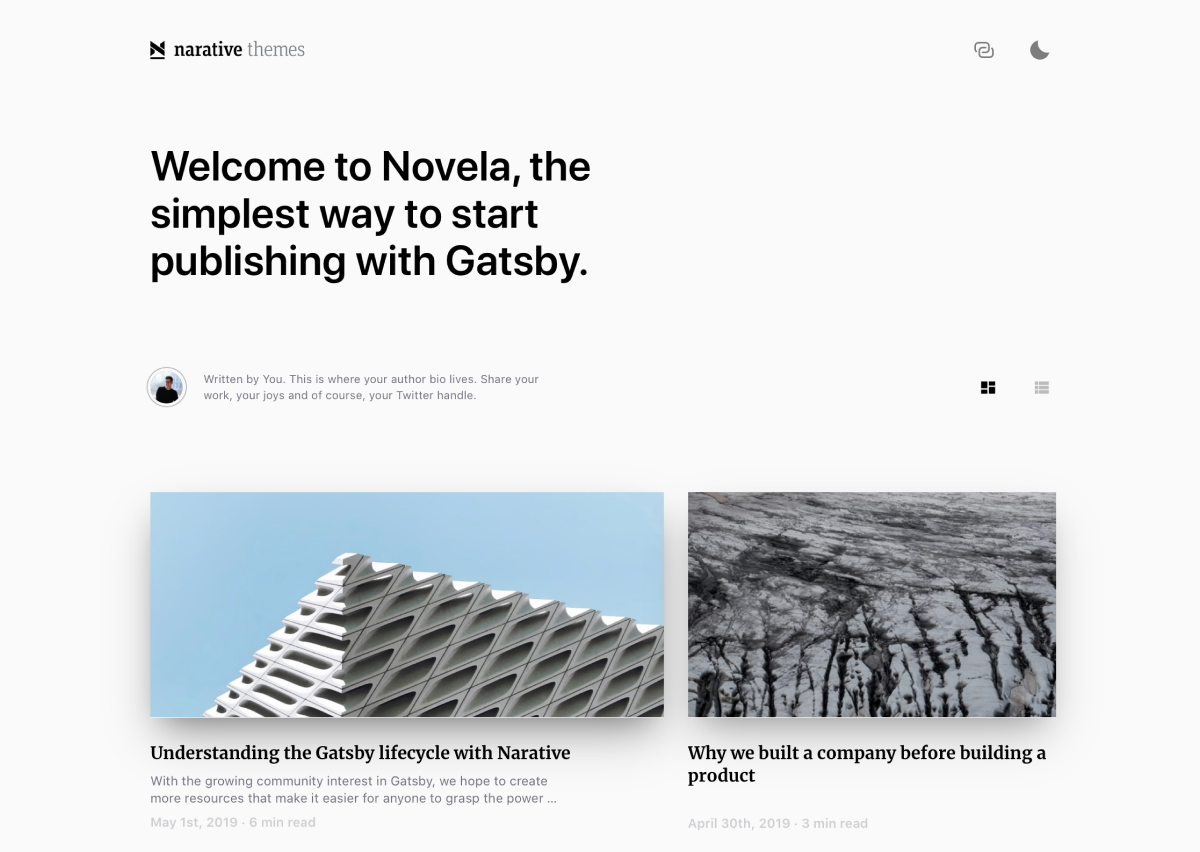 narative themes
Welcome to Novela, the
simplest way to start
publishing with Gatsby.
Written by You. This is where your author bio lives. Share your
work, your joys and of course, your Twitter handle.
Understanding the Gatsby lifecycle with Narative
With the growing community interest in Gatsby, we hope to create
more resources that make it easier for anyone to grasp the power ...
May 1st, 2019 · 6 min read
Why we built a company before building a
product
April 30th, 2019 · 3 min read